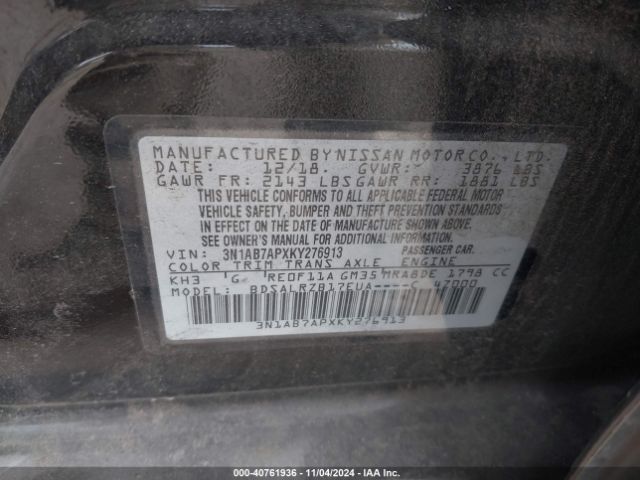 MANUFACTURED BY NISSAN MOTOR CO., LTD.
DATE: 12/18. GVWR: 3876 LBS
GAWR FR: 2143 LBS GAWR RR: 1881 LBS
THIS VEHICLE CONFORMS TO ALL APPLICABLE FEDERAL MOTOR
VEHICLE SAFETY, BUMPER AND THEFT PREVENTION STANDARDS
IN EFFECT ON THE DATE OF MANUFACTURE SHOWN ABOVE.
SEE OWNER'S MANUAL FOR ADDITIONAL INFORMATION
VIN: 3N1AB7APXKY276913 PASSENGER CAR.
COLOR TRIM TRANS AXLE ENGINE
KH3 G RE0F11A GM35 MRA8DE 1798 CC
MODEL: BDSALRZB17EUA----C 47000
3N1AB7APXKY276913
000-40761936 - 11/04/2024 - IAA Inc.